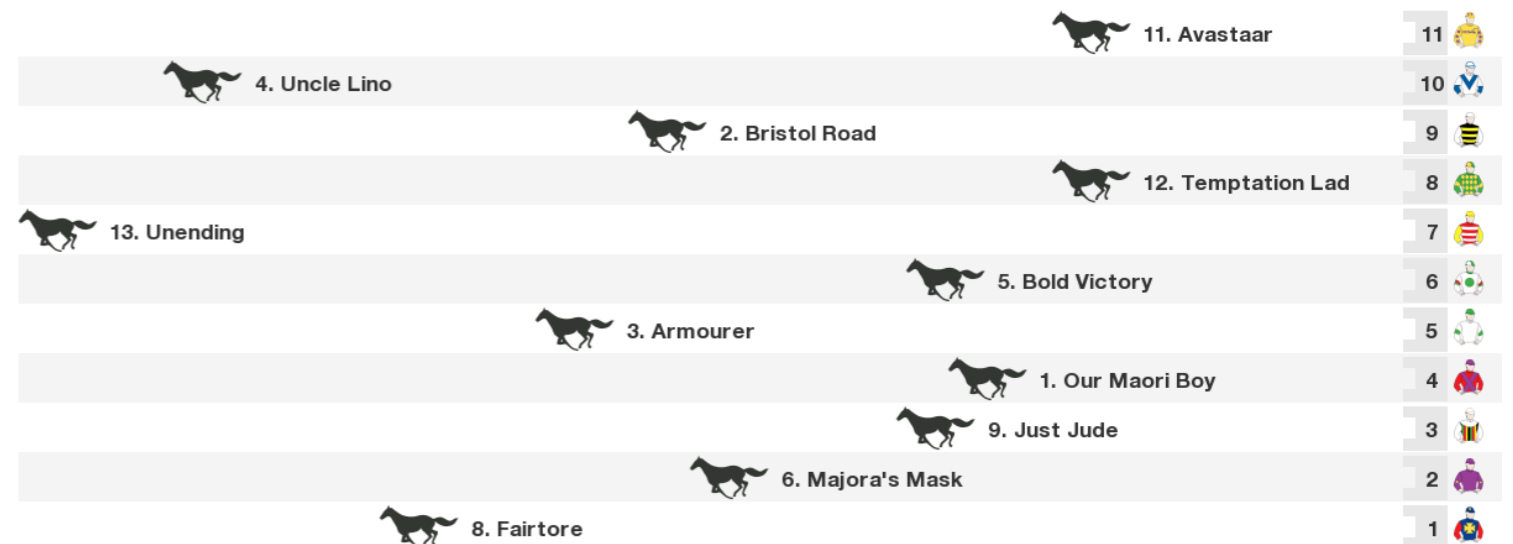 11. Avastaar 11
4. Uncle Lino 10
2. Bristol Road 9
12. Temptation Lad 8
13. Unending 7
5. Bold Victory 6
3. Armourer 5
1. Our Maori Boy 4
9. Just Jude 3
6. Majora's Mask 2
8. Fairtore 1